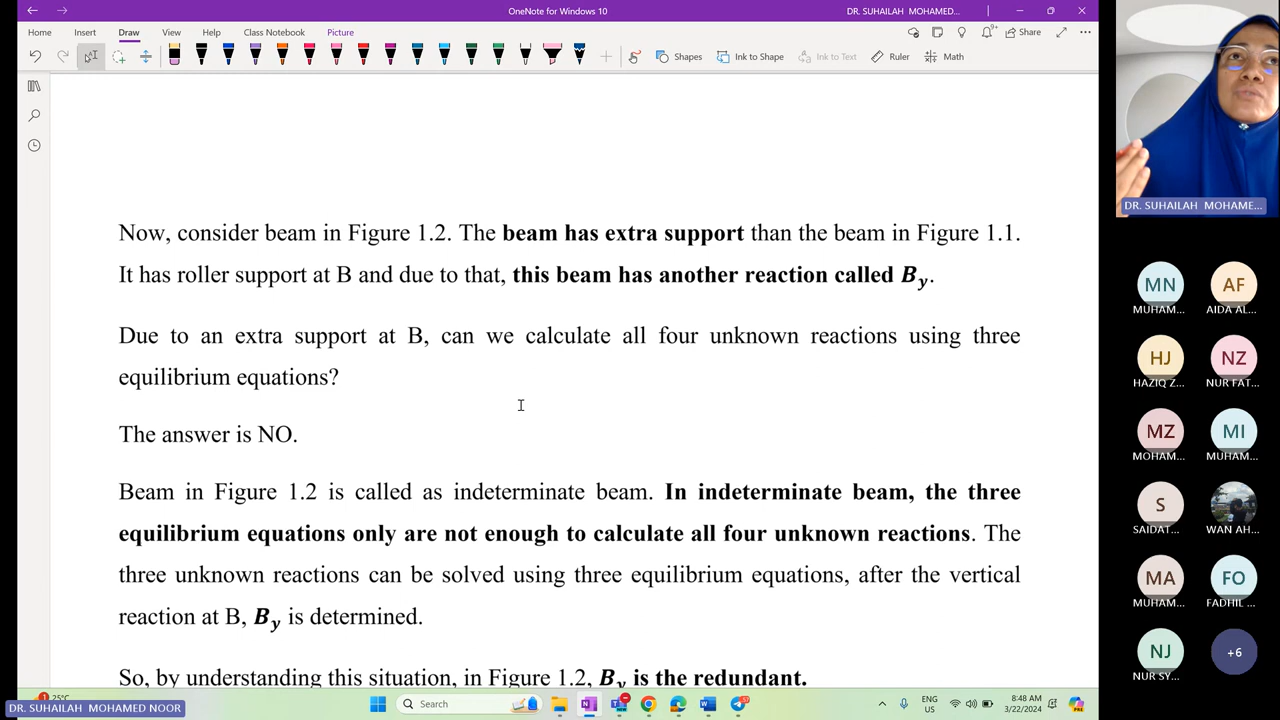 OneNote for Windows 10
DR. SUHAILAH MOHAMED...
Home Insert Draw View Help Class Notebook Picture
Share
Shapes Ink to Shape Ink to Text Ruler Math
Now, consider beam in Figure 1.2. The beam has extra support than the beam in Figure 1.1.
It has roller support at B and due to that, this beam has another reaction called By.
Due to an extra support at B, can we calculate all four unknown reactions using three
equilibrium equations?
The answer is NO.
Beam in Figure 1.2 is called as indeterminate beam. In indeterminate beam, the three
equilibrium equations only are not enough to calculate all four unknown reactions. The
three unknown reactions can be solved using three equilibrium equations, after the vertical
reaction at B, By is determined.
So, by understanding this situation, in Figure 1.2, By is the redundant.
DR. SUHAILAH MOHAME...
MN AF
MUHAM... AIDA AL...
HJ NZ
HAZIQ Z... NUR FAT...
MZ MI
MOHAM... MUHAM...
S
SAIDAT... WAN AH...
MA FO
MUHAM... FADHIL ...
NJ +6
NUR SY...
25°C
DR. SUHAILAH MOHAMED NOOR
Search
ENG
US
8:48 AM
3/22/2024